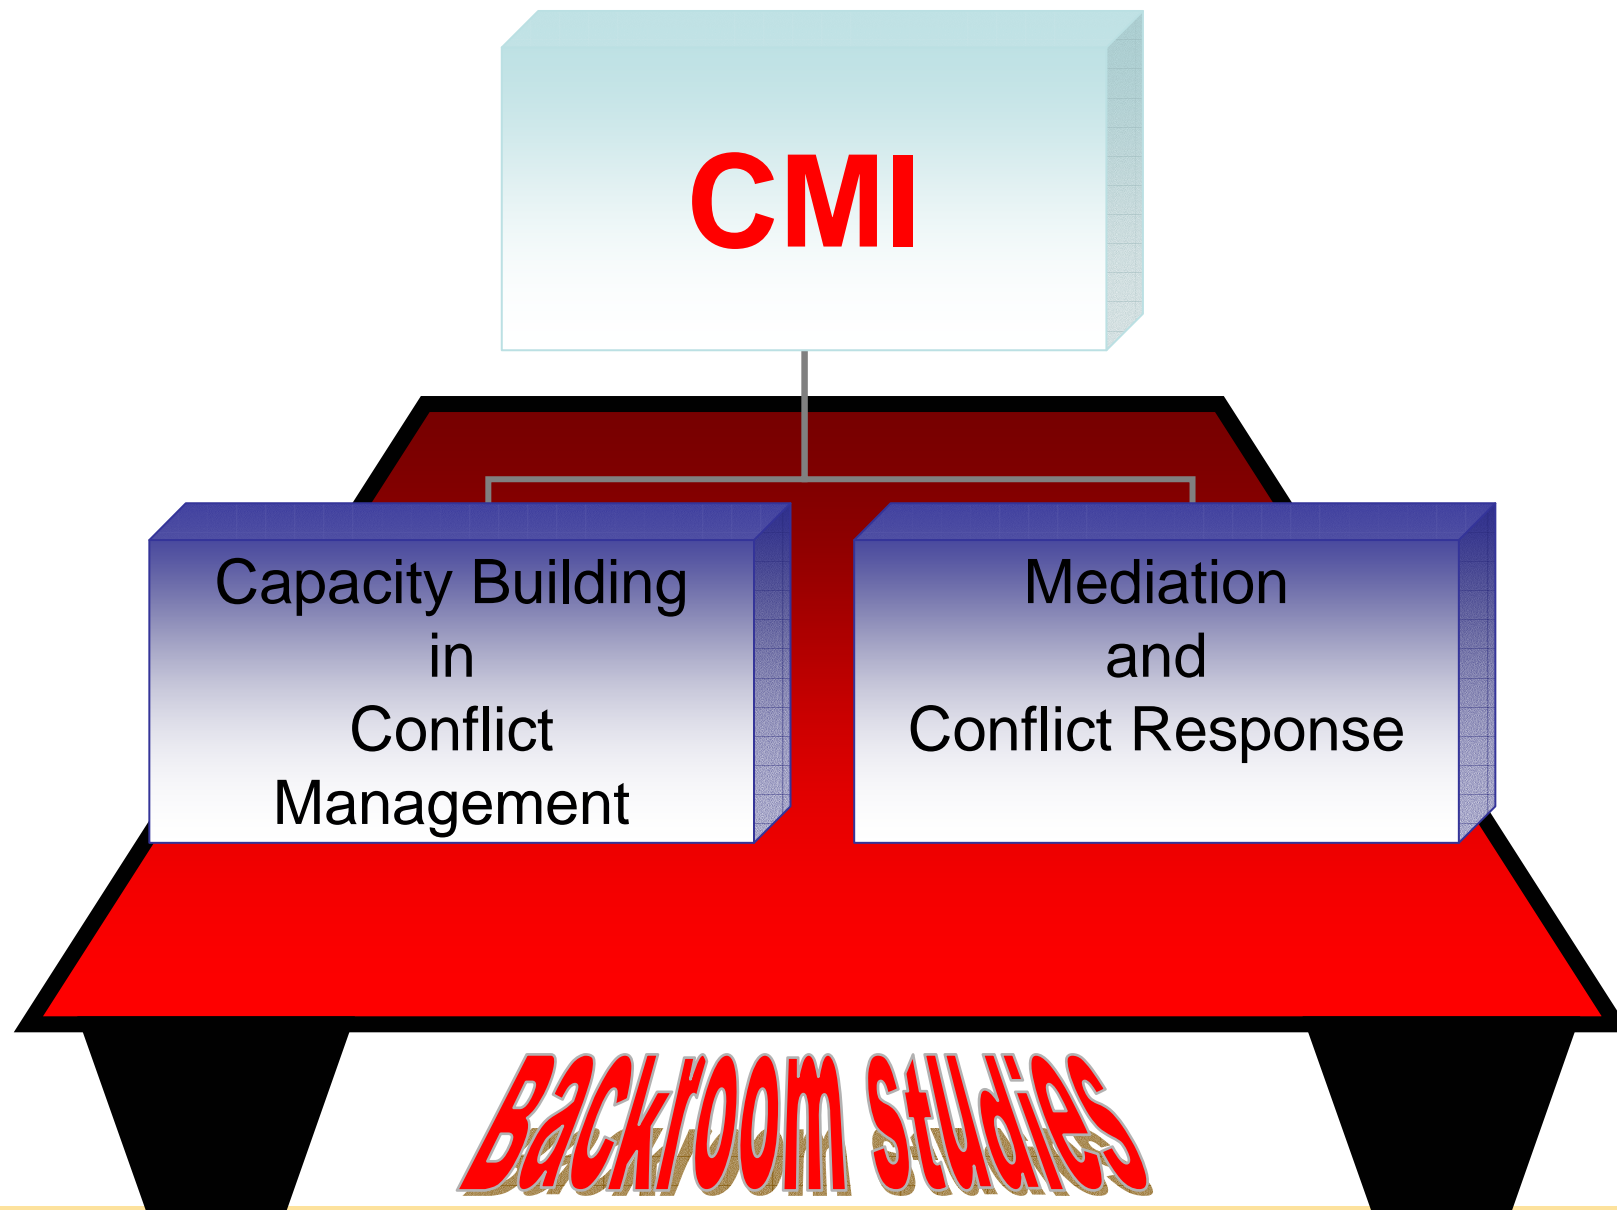 CMI
Capacity Building
in
Conflict
Management
Mediation
and
Conflict Response
Backroom studies